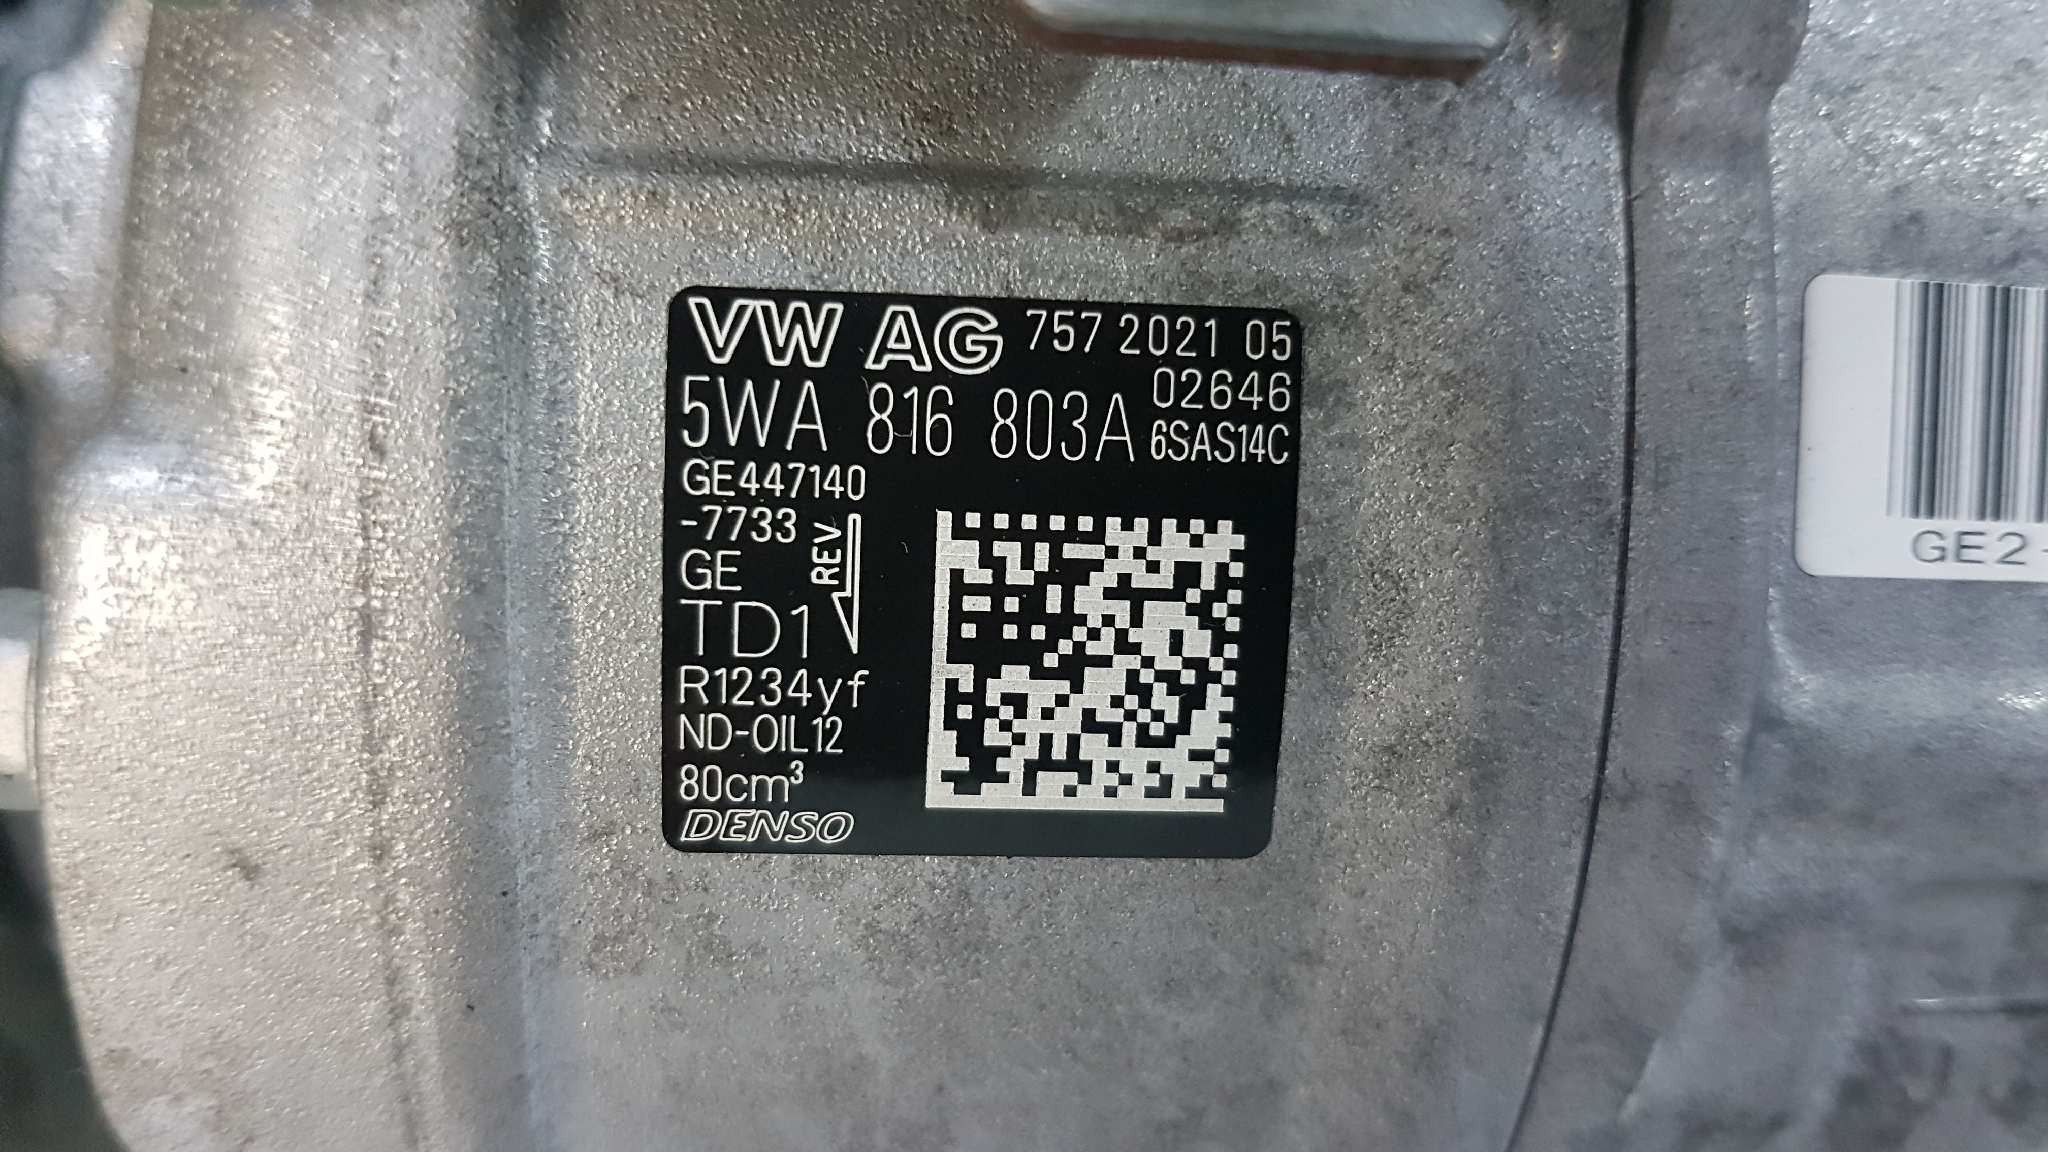 VW AG 757 2021 05
02646
5WA 816 803A 6SAS14C
GE447140
-7733
REV
GE
TD1
R1234yf
ND-OIL12
80cm³
DENSO
GE2